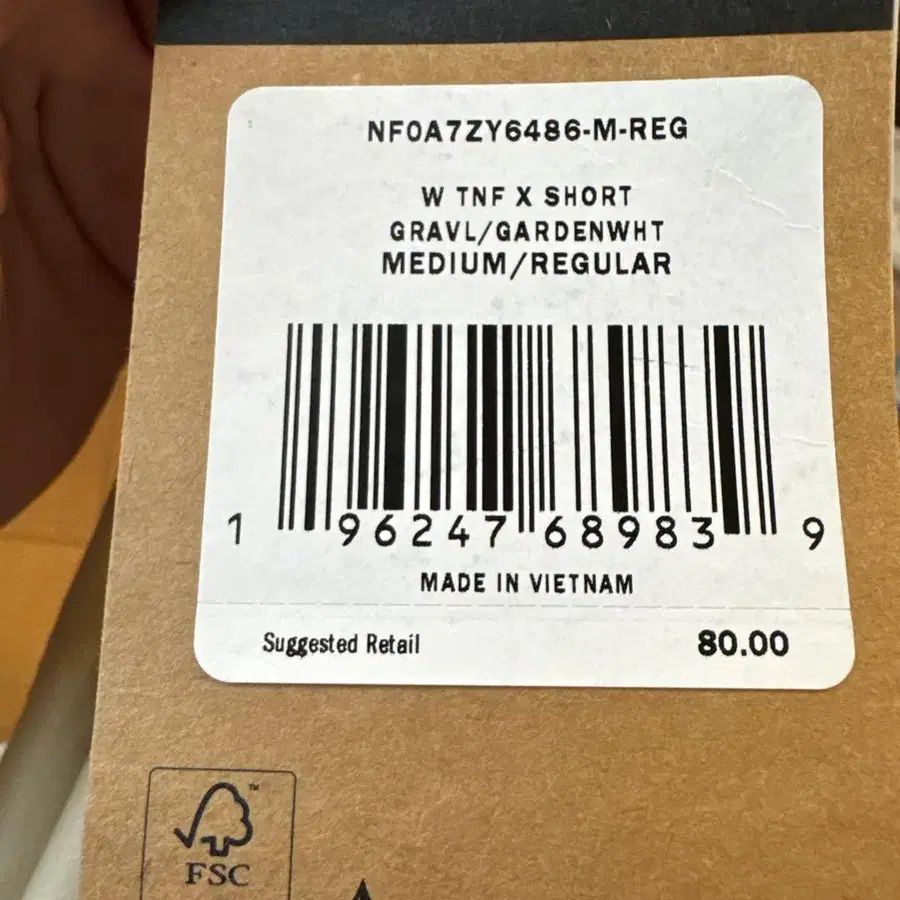 NF0A7ZY6486-M-REG
W TNF X SHORT
GRAVL/GARDENWHT
MEDIUM/REGULAR
1 96247 68983 9
MADE IN VIETNAM
Suggested Retail 80.00
™
FSC